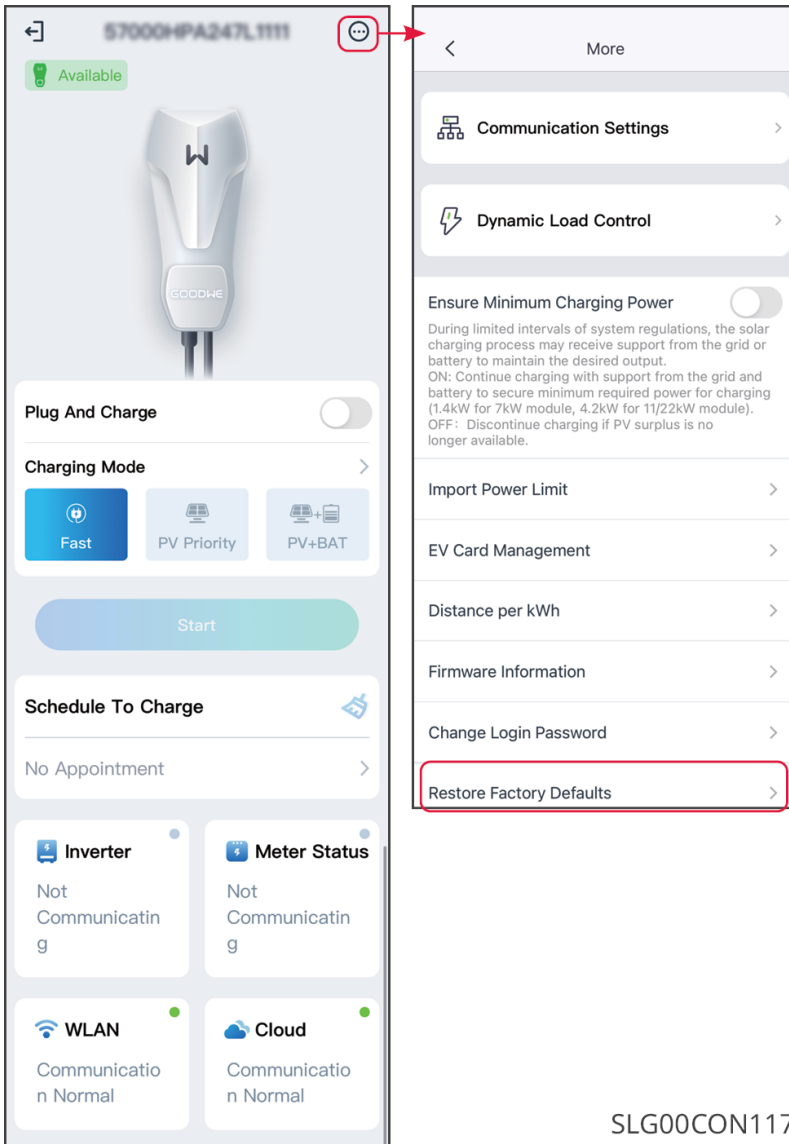 57000HPA247L1111
Available
GOODWE
Plug And Charge
Charging Mode
Fast
PV Priority
PV+BAT
Start
Schedule To Charge
No Appointment
Inverter
Not
Communicatin
g
Meter Status
Not
Communicatin
g
WLAN
Communicatio
n Normal
Cloud
Communicatio
n Normal
More
Communication Settings
Dynamic Load Control
Ensure Minimum Charging Power
During limited intervals of system regulations, the solar
charging process may receive support from the grid or
battery to maintain the desired output.
ON: Continue charging with support from the grid and
battery to secure minimum required power for charging
(1.4kW for 7kW module, 4.2kW for 11/22kW module).
OFF: Discontinue charging if PV surplus is no
longer available.
Import Power Limit
EV Card Management
Distance per kWh
Firmware Information
Change Login Password
Restore Factory Defaults
SLG00CON117